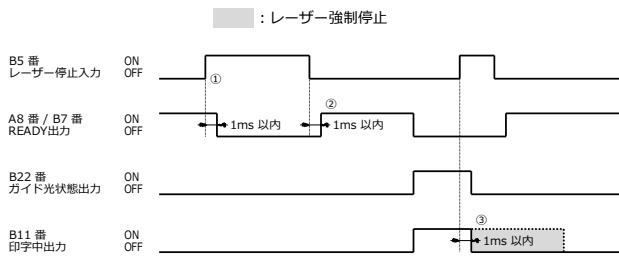 ：レーザー強制停止
B5 番
レーザー停止入力
ON
OFF
①
A8 番 / B7 番
READY出力
ON
OFF
1ms 以内
②
1ms 以内
B22 番
ガイド光状態出力
ON
OFF
B11 番
印字中出力
ON
OFF
③
1ms 以内